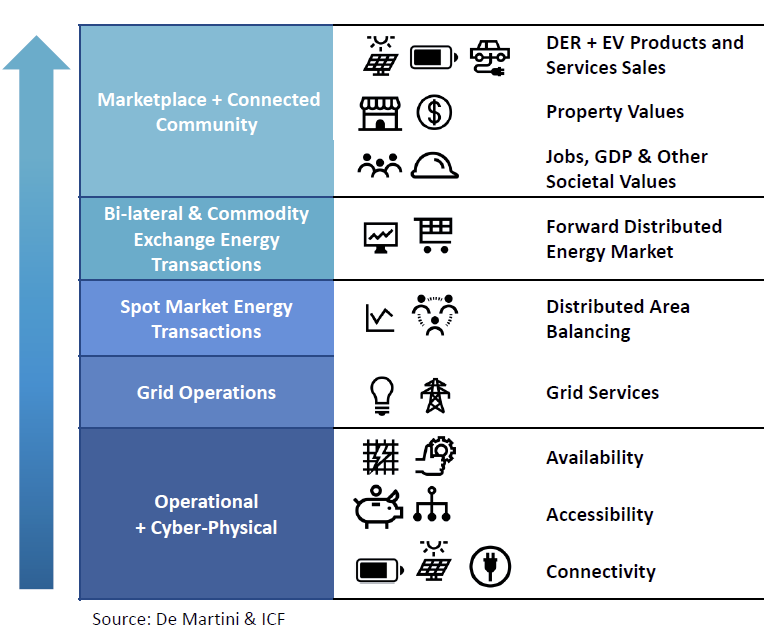 Marketplace + Connected
Community
DER + EV Products and
Services Sales
Property Values
Jobs, GDP & Other
Societal Values
Bi-lateral & Commodity
Exchange Energy
Transactions
Forward Distributed
Energy Market
Spot Market Energy
Transactions
Distributed Area
Balancing
Grid Operations
Grid Services
Operational
+ Cyber-Physical
Availability
Accessibility
Connectivity
Source: De Martini & ICF